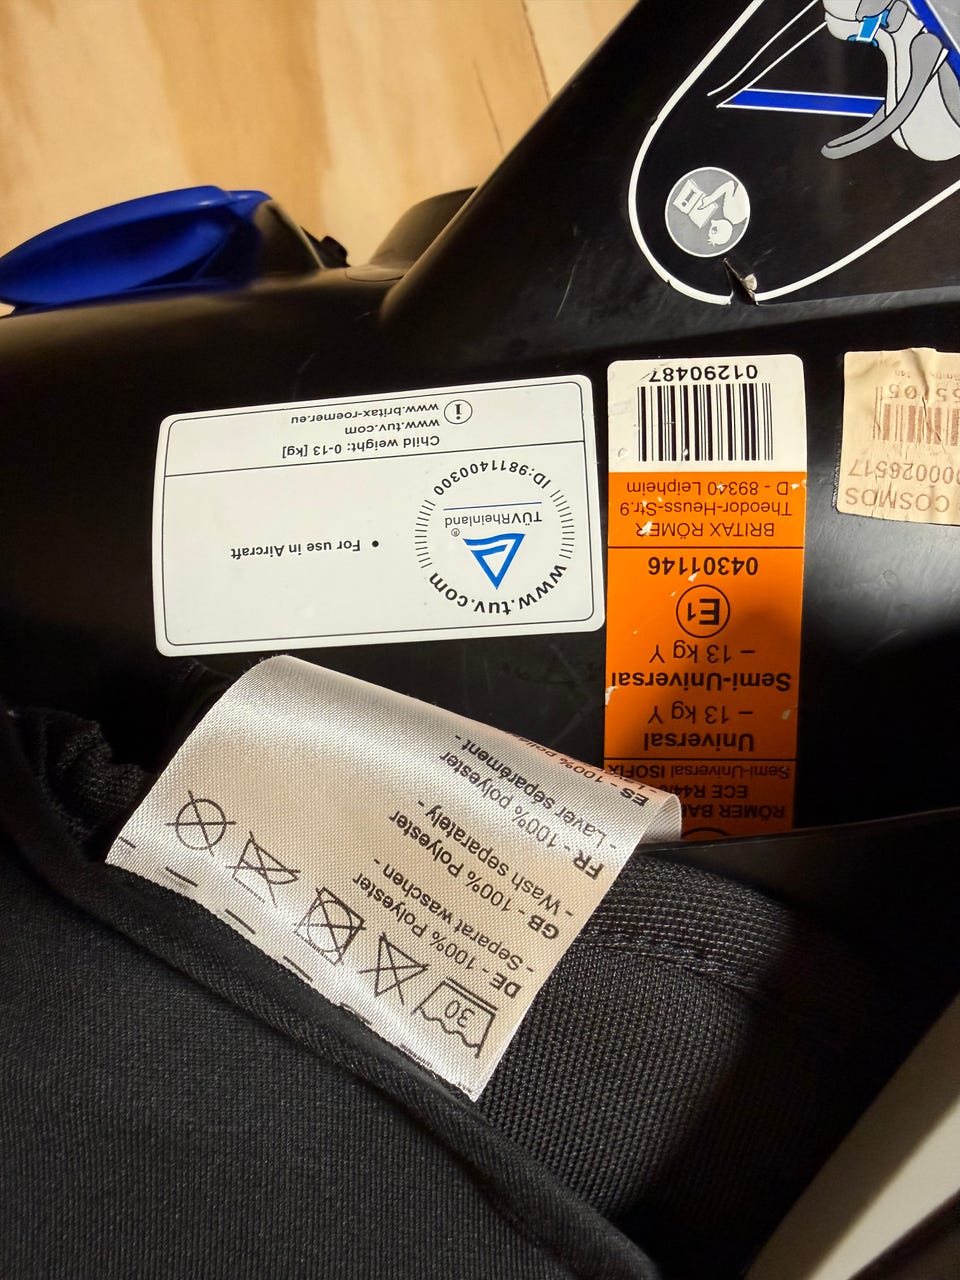 www.tuv.com
TÜVRheinland®
ID:9811400300
• For use in Aircraft
Child weight: 0-13 [kg]
www.tuv.com
www.britax-roemer.eu
i
RÖMER
ECE R44/
Semi-Universal ISOFIX
Universal
– 13 kg Y
Semi-Universal
– 13 kg Y
E1
04301146
BRITAX RÖMER
Theodor-Heuss-Str.9
D - 89340 Leipheim
01290487
COSMOS
000026517
30
DE - 100% Polyester
- Separat waschen -
GB - 100% Polyester
- Wash separately -
FR - 100% polyester
- Laver séparément -
ES - 100%